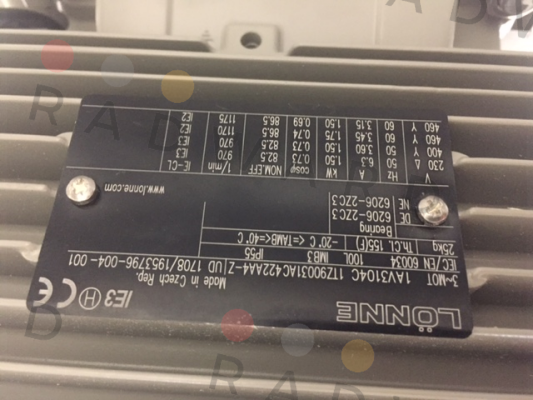 LÖNNE
IE3 H CE
Made in Czech Rep.
3~MOT 1AV3104C 1TZ90031AC422AA4-Z UD 1708/1953796-004-001
IEC/EN 60034 100L IMB3 IP55
25kg Th.Cl. 155(F) -20°C <=TAMB<=40°C
Bearing
DE 6206-2ZC3
NE 6206-2ZC3
www.lonne.com
V Hz A kW cosφ NOM.EFF 1/min IE-CL
230 Δ 50 6.3 1.50 0.73 82.5 970 IE3
400 Y 50 3.60 1.50 0.73 82.5 970 IE3
460 Y 60 3.45 1.75 0.74 86.5 1170 IE2
460 Y 60 3.15 1.50 0.69 86.5 1175 IE2
RADWAY